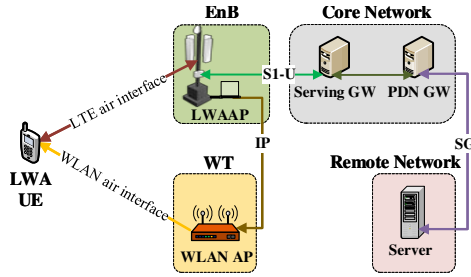 EnB
Core Network
LTE air interface
S1-U
Serving GW
PDN GW
LWAAP
IP
SG
WT
Remote Network
LWA
UE
WLAN air interface
WLAN AP
Server